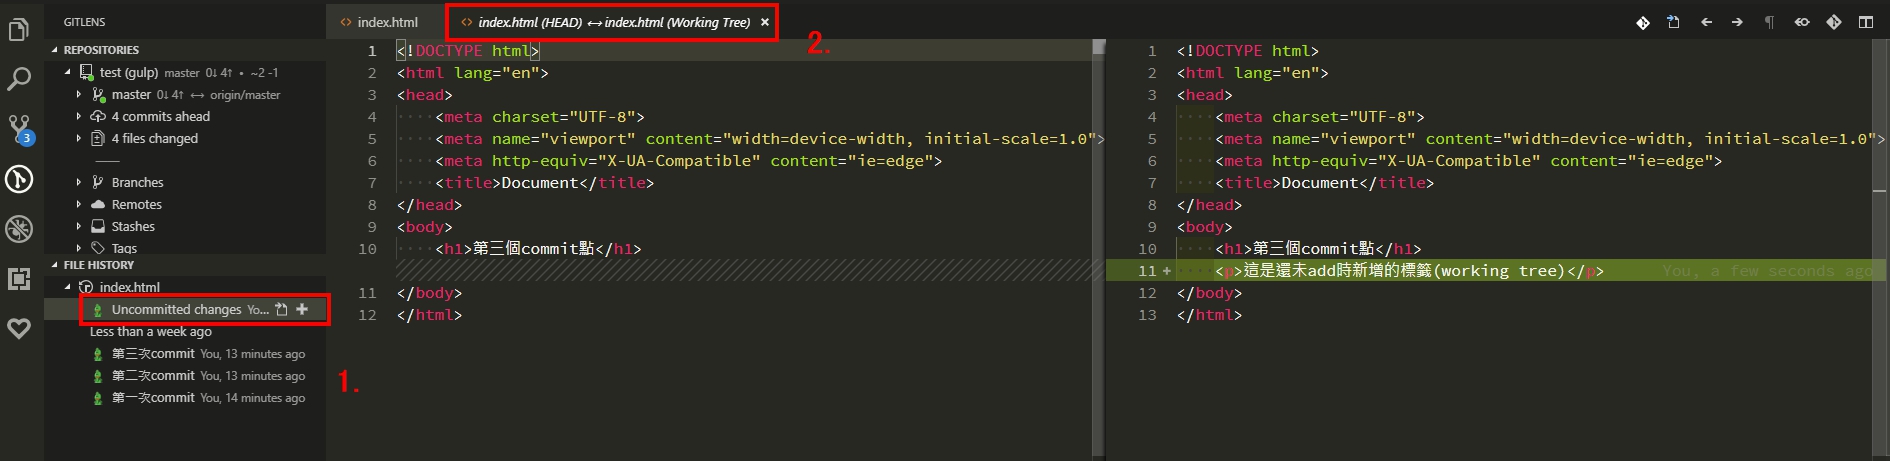 GITLENS
REPOSITORIES
test (gulp) master 0↓ 4↑ • ~2 -1
master 0↓ 4↑ ↔ origin/master
4 commits ahead
4 files changed
Branches
Remotes
Stashes
Tags
FILE HISTORY
index.html
Uncommitted changes Yo...
Less than a week ago
第三次commit You, 13 minutes ago
第二次commit You, 13 minutes ago
第一次commit You, 14 minutes ago
3
1.
index.html
index.html (HEAD) ↔ index.html (Working Tree) ×
2.
1 <!DOCTYPE html>
2 <html lang="en">
3 <head>
4 ····<meta charset="UTF-8">
5 ····<meta name="viewport" content="width=device-width, initial-scale=1.0">
6 ····<meta http-equiv="X-UA-Compatible" content="ie=edge">
7 ····<title>Document</title>
8 </head>
9 <body>
10 ····<h1>第三個commit點</h1>
11 </body>
12 </html>
1 <!DOCTYPE html>
2 <html lang="en">
3 <head>
4 ····<meta charset="UTF-8">
5 ····<meta name="viewport" content="width=device-width, initial-scale=1.0">
6 ····<meta http-equiv="X-UA-Compatible" content="ie=edge">
7 ····<title>Document</title>
8 </head>
9 <body>
10 ····<h1>第三個commit點</h1>
11 + ····<p>這是還未add時新增的標籤(working tree)</p> You, a few seconds ago
12 </body>
13 </html>